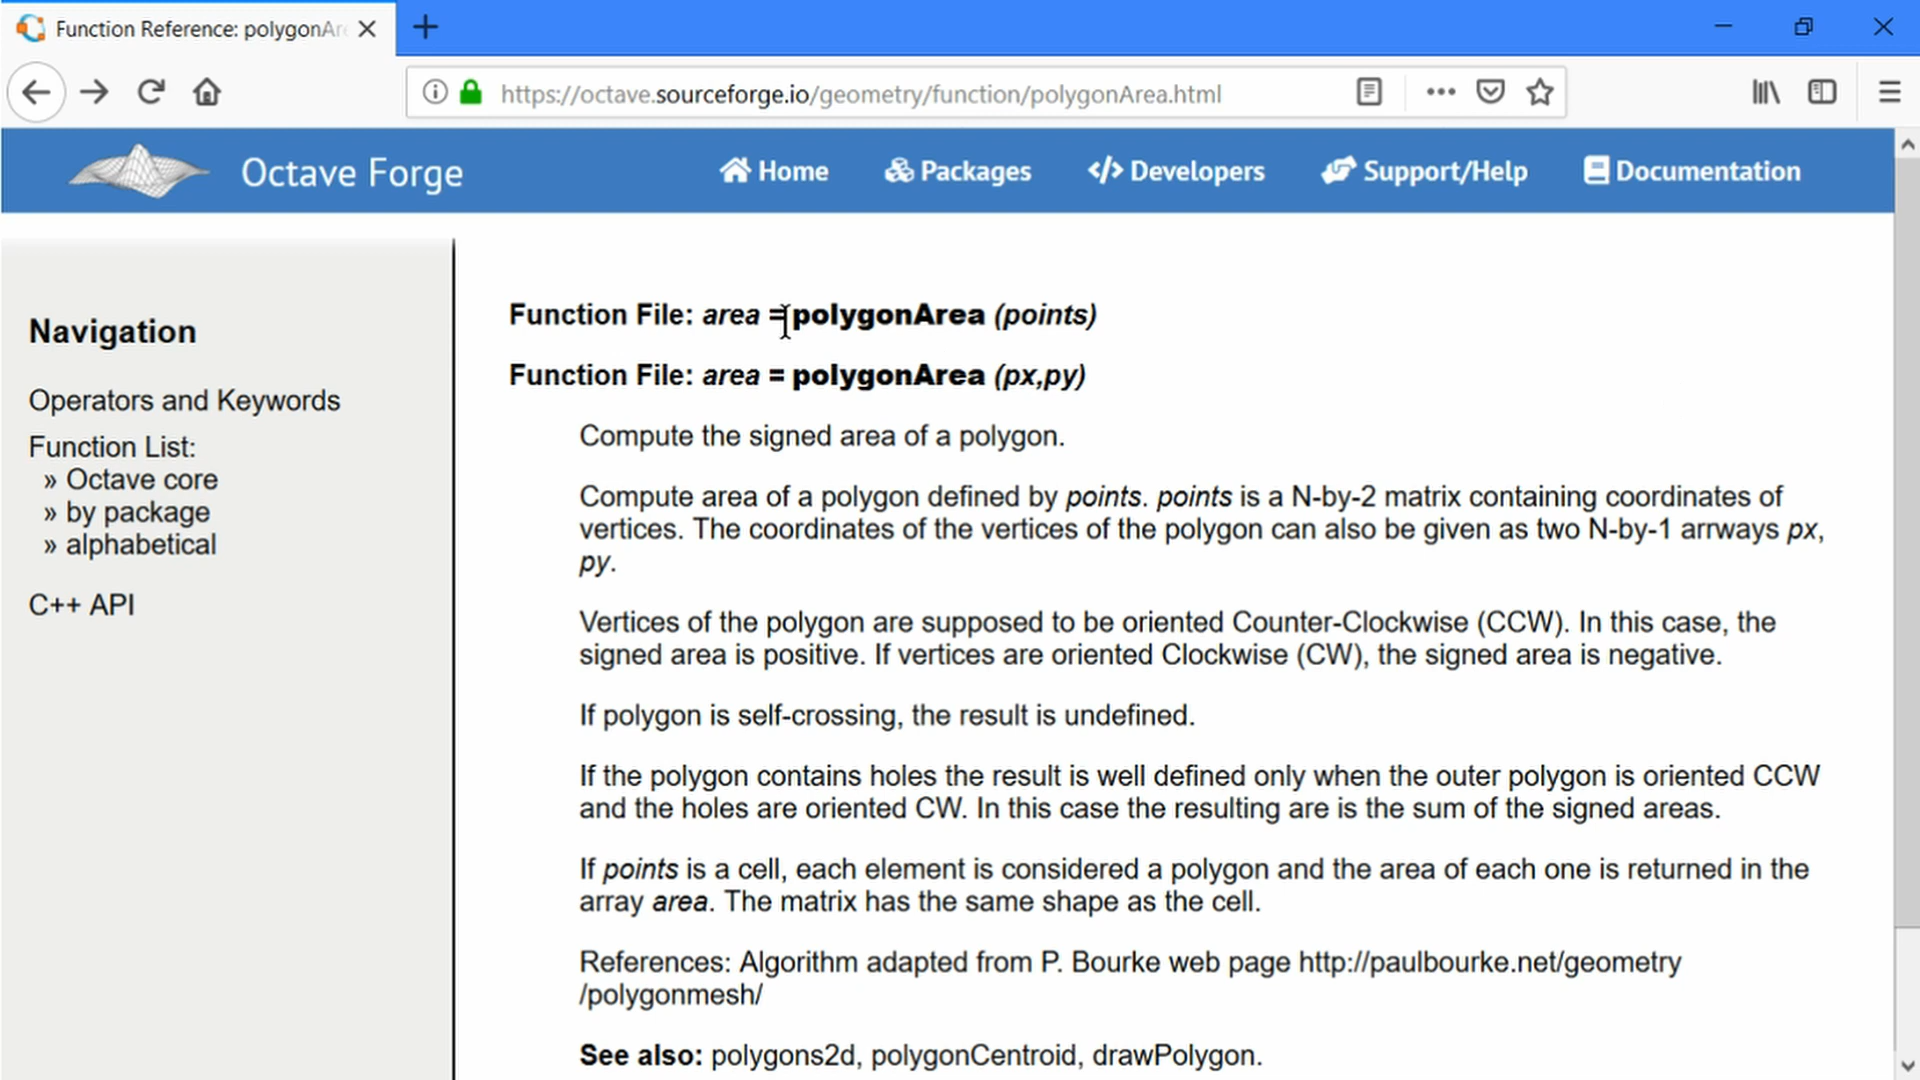 Function Reference: polygonAr
https://octave.sourceforge.io/geometry/function/polygonArea.html
Octave Forge
Home
Packages
Developers
Support/Help
Documentation
Navigation
Operators and Keywords
Function List:
» Octave core
» by package
» alphabetical
C++ API
Function File: area = polygonArea (points)
Function File: area = polygonArea (px,py)
Compute the signed area of a polygon.
Compute area of a polygon defined by points. points is a N-by-2 matrix containing coordinates of
vertices. The coordinates of the vertices of the polygon can also be given as two N-by-1 arrways px,
py.
Vertices of the polygon are supposed to be oriented Counter-Clockwise (CCW). In this case, the
signed area is positive. If vertices are oriented Clockwise (CW), the signed area is negative.
If polygon is self-crossing, the result is undefined.
If the polygon contains holes the result is well defined only when the outer polygon is oriented CCW
and the holes are oriented CW. In this case the resulting are is the sum of the signed areas.
If points is a cell, each element is considered a polygon and the area of each one is returned in the
array area. The matrix has the same shape as the cell.
References: Algorithm adapted from P. Bourke web page http://paulbourke.net/geometry
/polygonmesh/
See also: polygons2d, polygonCentroid, drawPolygon.